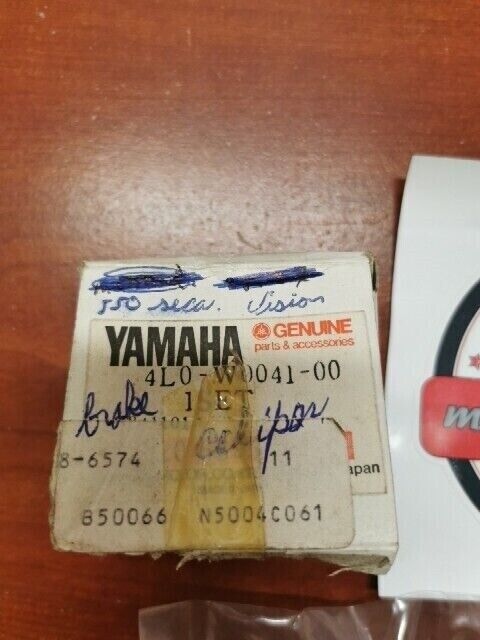 550 seca. Vision
YAMAHA GENUINE
parts & accessories
4L0-W0041-00
brake 1 SET
Calipar
8-6574 11 Japan
B50066 N5004C061